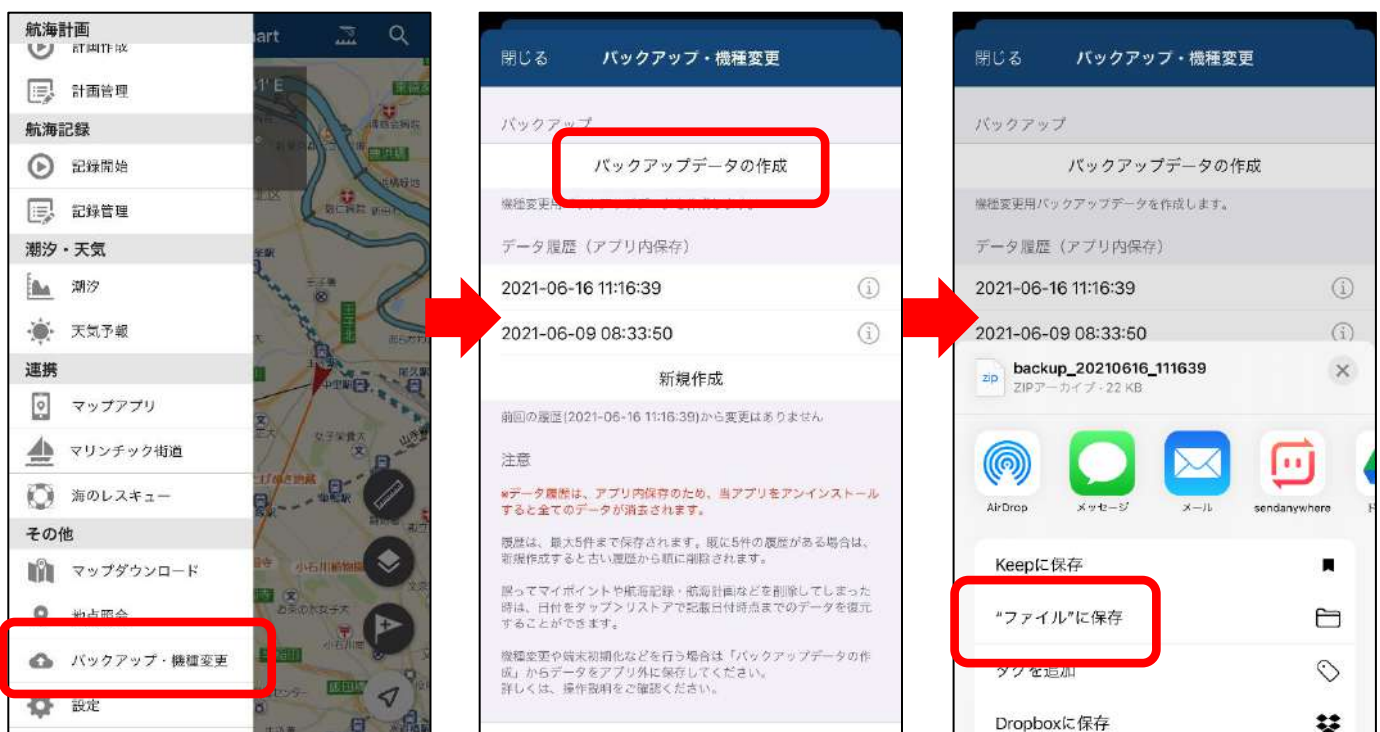 航海計画
計画作成
計画管理
航海記録
記録開始
記録管理
潮汐・天気
潮汐
天気予報
連携
マップアプリ
マリンチック街道
海のレスキュー
その他
マップダウンロード
地点照会
バックアップ・機種変更
設定
art
1' E
閉じる
バックアップ・機種変更
バックアップ
バックアップデータの作成
機種変更用
データ履歴（アプリ内保存）
2021-06-16 11:16:39
2021-06-09 08:33:50
新規作成
前回の履歴(2021-06-16 11:16:39)から変更はありません
注意
※データ履歴は、アプリ内保存のため、当アプリをアンインストール
すると全てのデータが消去されます。
履歴は、最大5件まで保存されます。既に5件の履歴がある場合は、
新規作成すると古い履歴から順に削除されます。
誤ってマイポイントや航海記録・航海計画などを削除してしまった
時は、日付をタップ＞リストアで記載日付時点までのデータを復元
することができます。
機種変更や端末初期化などを行う場合は「バックアップデータの作
成」からデータをアプリ外に保存してください。
詳しくは、操作説明をご確認ください。
閉じる
バックアップ・機種変更
バックアップ
バックアップデータの作成
機種変更用バックアップデータを作成します。
データ履歴（アプリ内保存）
2021-06-16 11:16:39
2021-06-09 08:33:50
zip
backup_20210616_111639
ZIPアーカイブ・22 KB
AirDrop
メッセージ
メール
sendanywhere
Keepに保存
“ファイル”に保存
タグを追加
Dropboxに保存